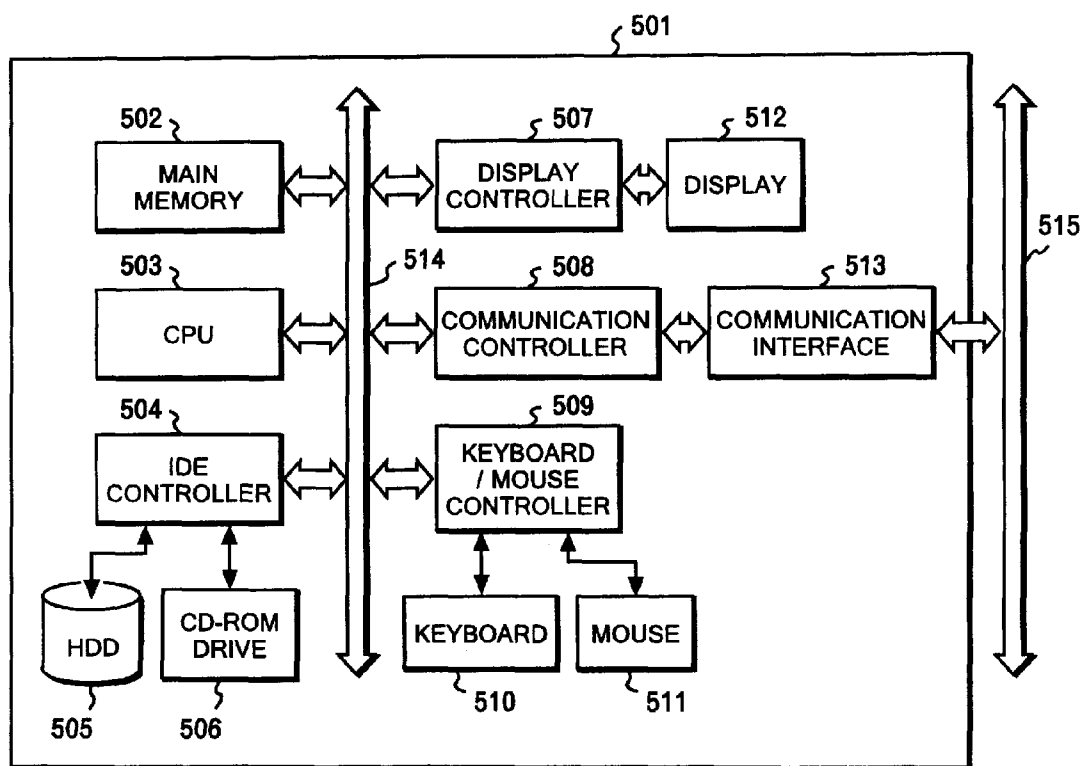 501
502
507
512
MAIN
MEMORY
DISPLAY
CONTROLLER
DISPLAY
515
503
514
508
513
CPU
COMMUNICATION
CONTROLLER
COMMUNICATION
INTERFACE
504
509
IDE
CONTROLLER
KEYBOARD
/ MOUSE
CONTROLLER
HDD
CD-ROM
DRIVE
KEYBOARD
MOUSE
505
506
510
511